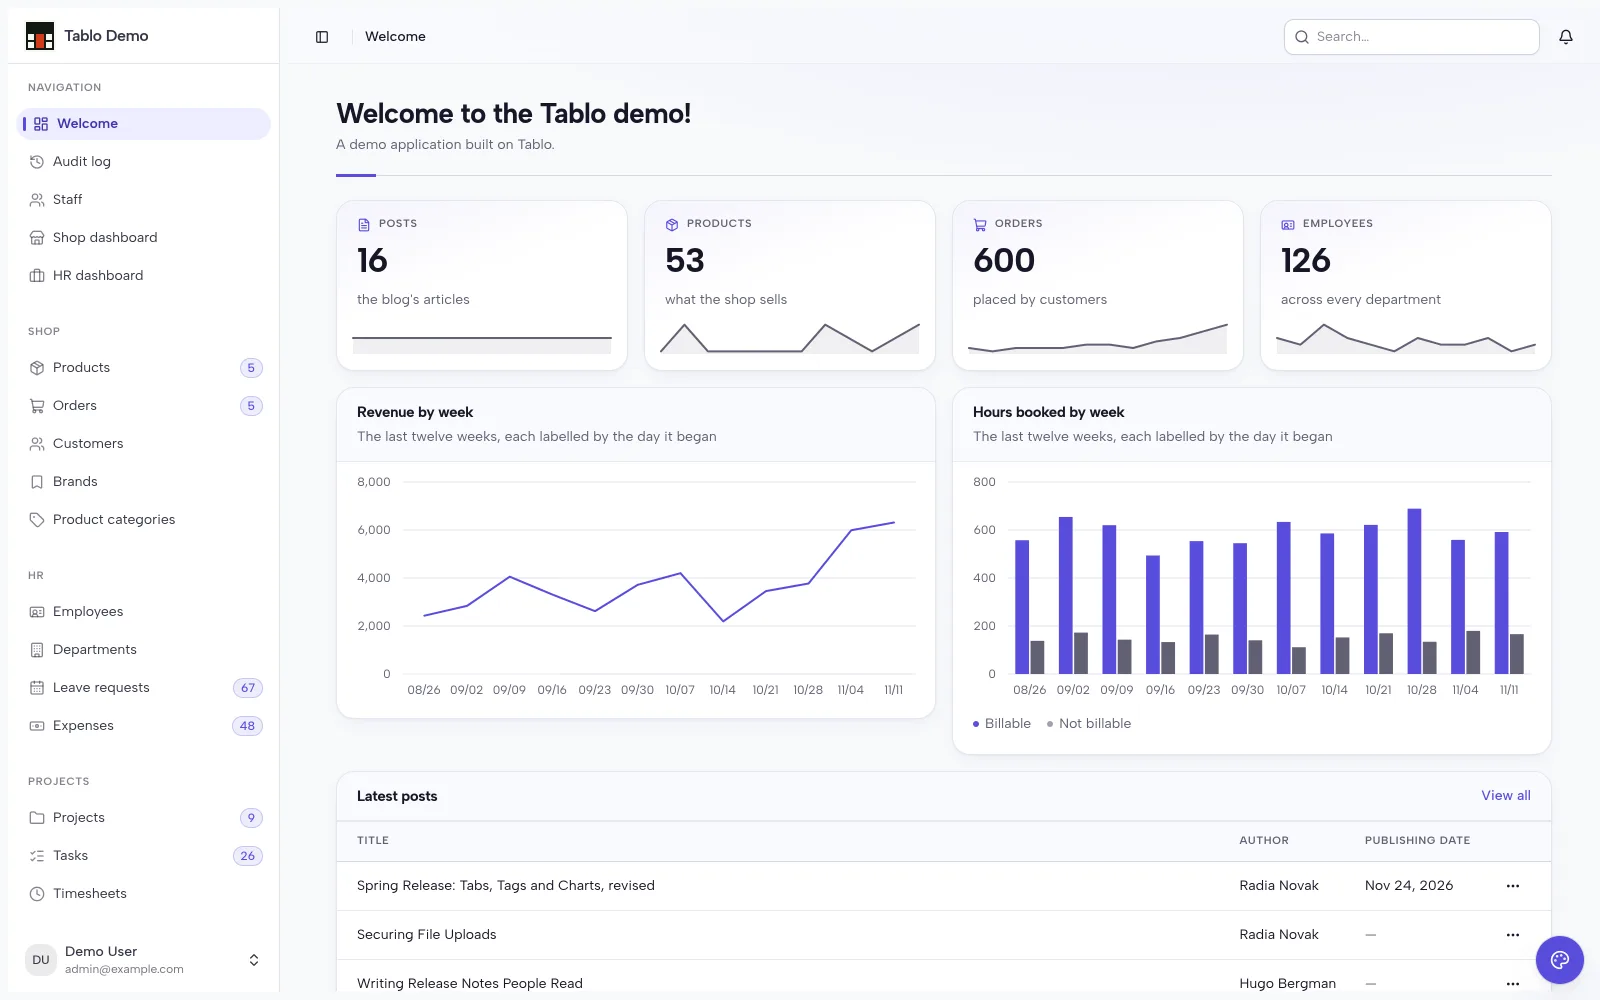 Tablo Demo
NAVIGATION
Welcome
Audit log
Staff
Shop dashboard
HR dashboard
SHOP
Products 5
Orders 5
Customers
Brands
Product categories
HR
Employees
Departments
Leave requests 67
Expenses 48
PROJECTS
Projects 9
Tasks 26
Timesheets
DU
Demo User
admin@example.com
Welcome
Search...
Welcome to the Tablo demo!
A demo application built on Tablo.
POSTS
16
the blog's articles
PRODUCTS
53
what the shop sells
ORDERS
600
placed by customers
EMPLOYEES
126
across every department
Revenue by week
The last twelve weeks, each labelled by the day it began
8,000
6,000
4,000
2,000
0
08/26 09/02 09/09 09/16 09/23 09/30 10/07 10/14 10/21 10/28 11/04 11/11
Hours booked by week
The last twelve weeks, each labelled by the day it began
800
600
400
200
0
08/26 09/02 09/09 09/16 09/23 09/30 10/07 10/14 10/21 10/28 11/04 11/11
Billable Not billable
Latest posts View all
TITLE AUTHOR PUBLISHING DATE
Spring Release: Tabs, Tags and Charts, revised Radia Novak Nov 24, 2026
Securing File Uploads Radia Novak —
Writing Release Notes People Read Hugo Bergman —